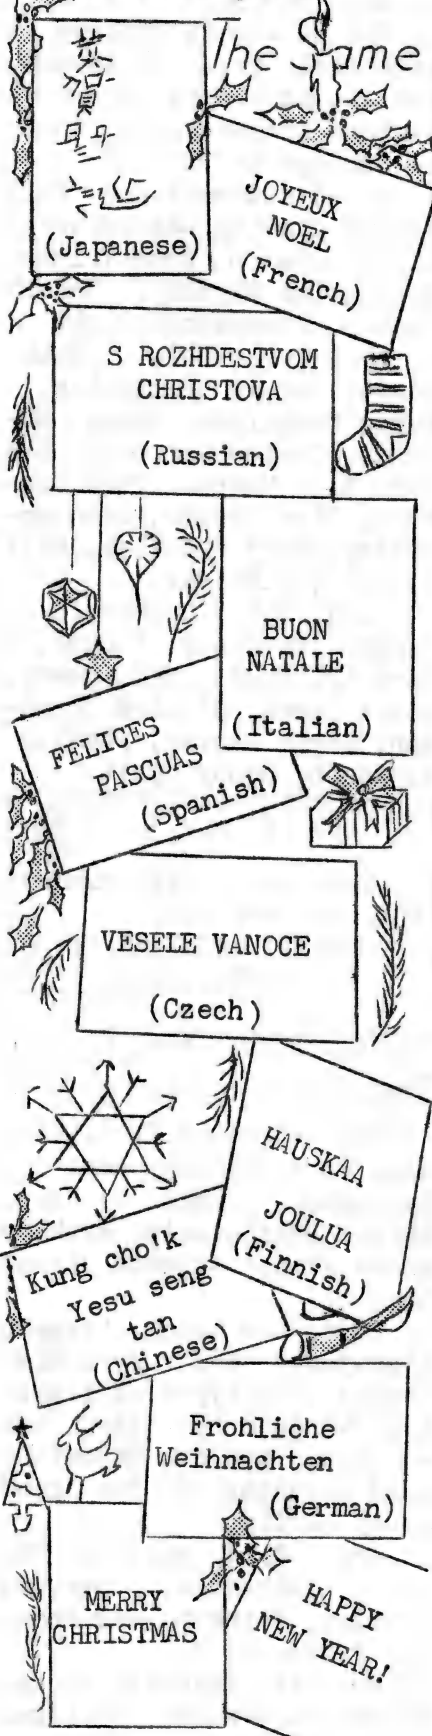 The Same
賀
(Japanese)
JOYEUX
NOEL
(French)
S ROZHDESTVOM
CHRISTOVA
(Russian)
BUON
NATALE
(Italian)
FELICES
PASCUAS
(Spanish)
VESELE VANOCE
(Czech)
HAUSKAA
JOULUA
(Finnish)
Kung cho'k
Yesu seng
tan
(Chinese)
Frohliche
Weihnachten
(German)
MERRY
CHRISTMAS
HAPPY
NEW YEAR!